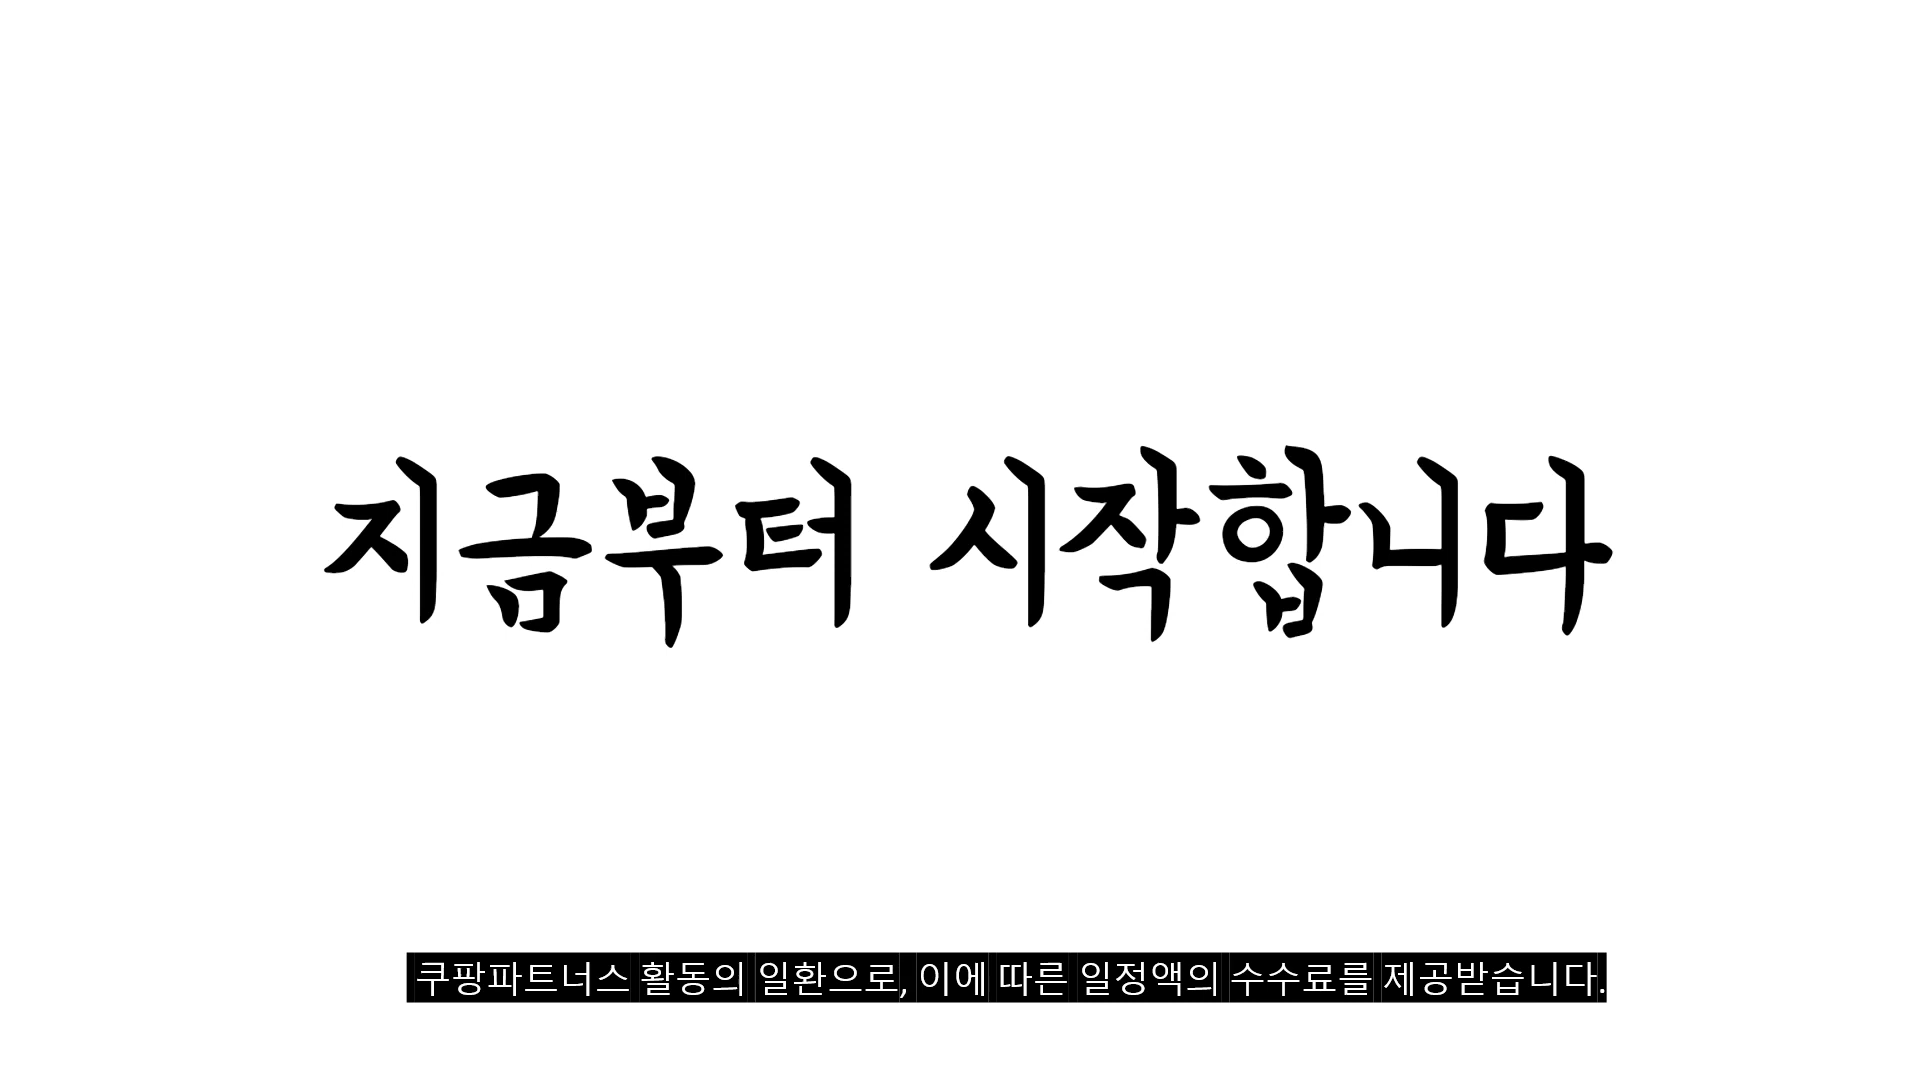 지금부터 시작합니다
쿠팡파트너스 활동의 일환으로, 이에 따른 일정액의 수수료를 제공받습니다.